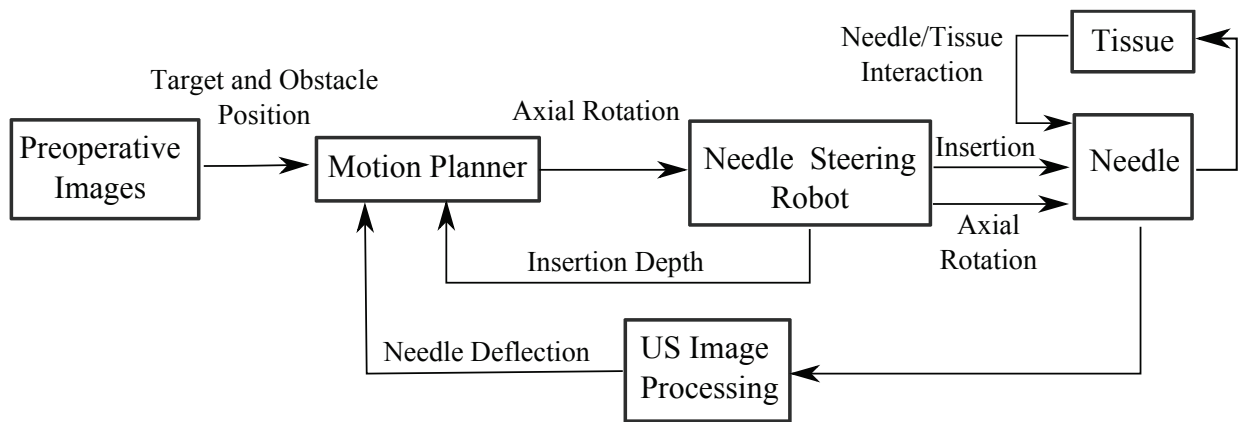 Needle/Tissue
Interaction
Tissue
Target and Obstacle
Position
Axial Rotation
Preoperative
Images
Motion Planner
Needle Steering
Robot
Insertion
Needle
Axial
Rotation
Insertion Depth
Needle Deflection
US Image
Processing